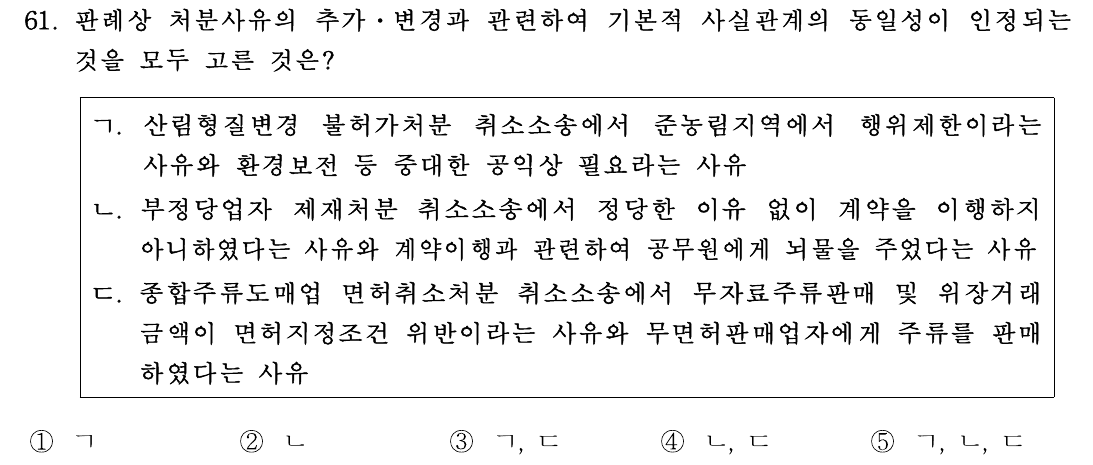 61. 판례상 처분사유의 추가・변경과 관련하여 기본적 사실관계의 동일성이 인정되는
것을 모두 고른 것은?
ㄱ. 산림형질변경 불허가처분 취소소송에서 준농림지역에서 행위제한이라는
사유와 환경보전 등 중대한 공익상 필요라는 사유
ㄴ. 부정당업자 제재처분 취소소송에서 정당한 이유 없이 계약을 이행하지
아니하였다는 사유와 계약이행과 관련하여 공무원에게 뇌물을 주었다는 사유
ㄷ. 종합주류도매업 면허취소처분 취소소송에서 무자료주류판매 및 위장거래
금액이 면허지정조건 위반이라는 사유와 무면허판매업자에게 주류를 판매
하였다는 사유
① ㄱ ② ㄴ ③ ㄱ, ㄷ ④ ㄴ, ㄷ ⑤ ㄱ, ㄴ, ㄷ